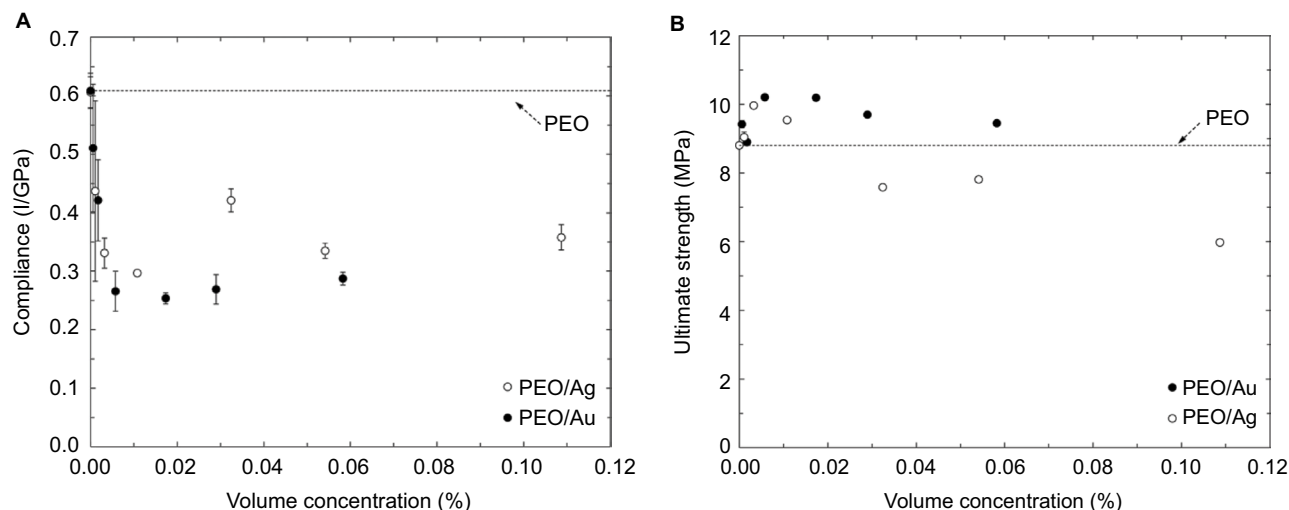 A
0.7
0.6
0.5
0.4
0.3
0.2
0.1
0.0
Compliance (I/GPa)
PEO
PEO/Ag
PEO/Au
0.00 0.02 0.04 0.06 0.08 0.10 0.12
Volume concentration (%)
B
12
10
8
6
4
2
0
Ultimate strength (MPa)
PEO
PEO/Au
PEO/Ag
0.00 0.02 0.04 0.06 0.08 0.10 0.12
Volume concentration (%)